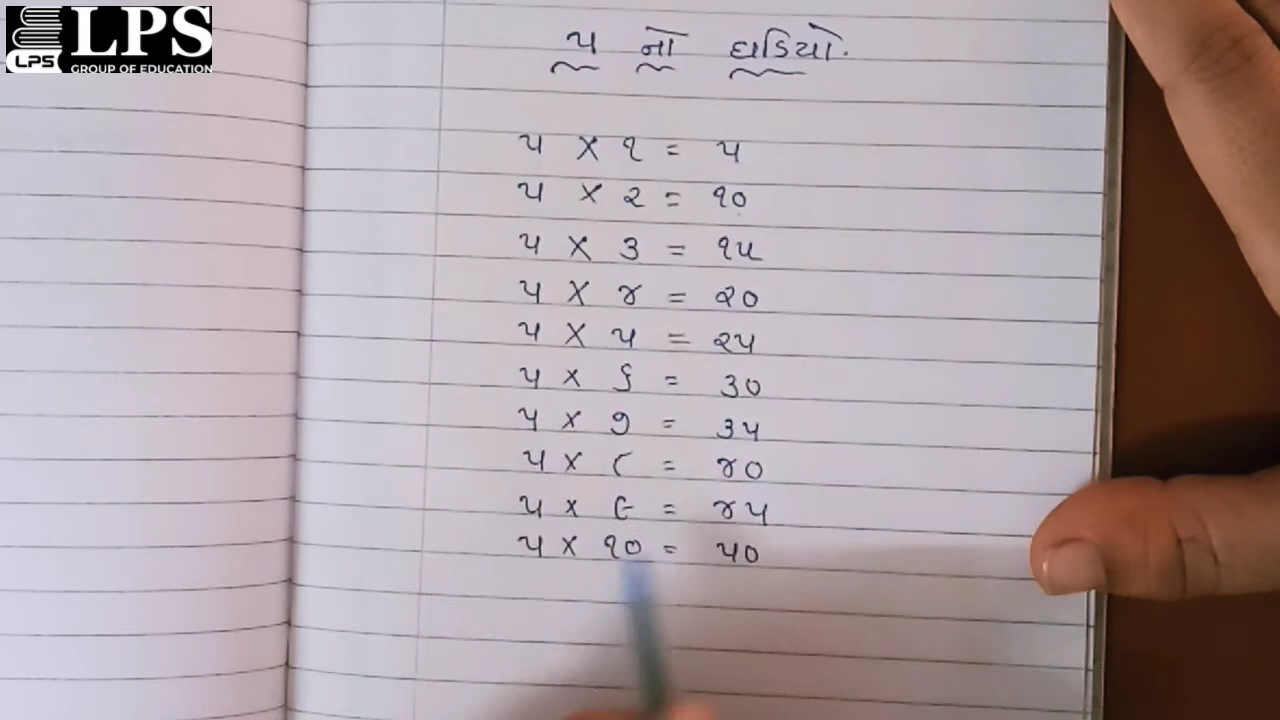 LPS
LPS
GROUP OF EDUCATION
૫ નો ઘડિયો.
૫ × ૧ = ૫
૫ × ૨ = ૧૦
૫ × ૩ = ૧૫
૫ × ૪ = ૨૦
૫ × ૫ = ૨૫
૫ × ૬ = ૩૦
૫ × ૭ = ૩૫
૫ × ૮ = ૪૦
૫ × ૯ = ૪૫
૫ × ૧૦ = ૫૦